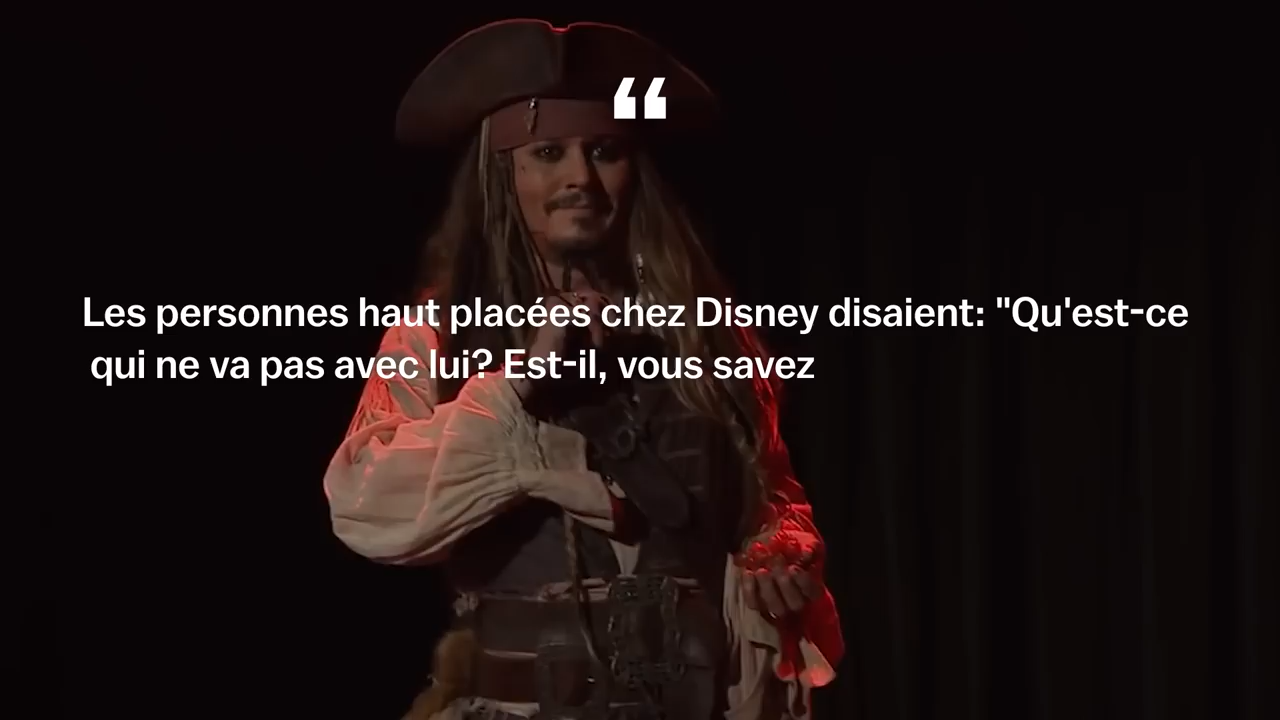 “
Les personnes haut placées chez Disney disaient: "Qu'est-ce
qui ne va pas avec lui? Est-il, vous savez